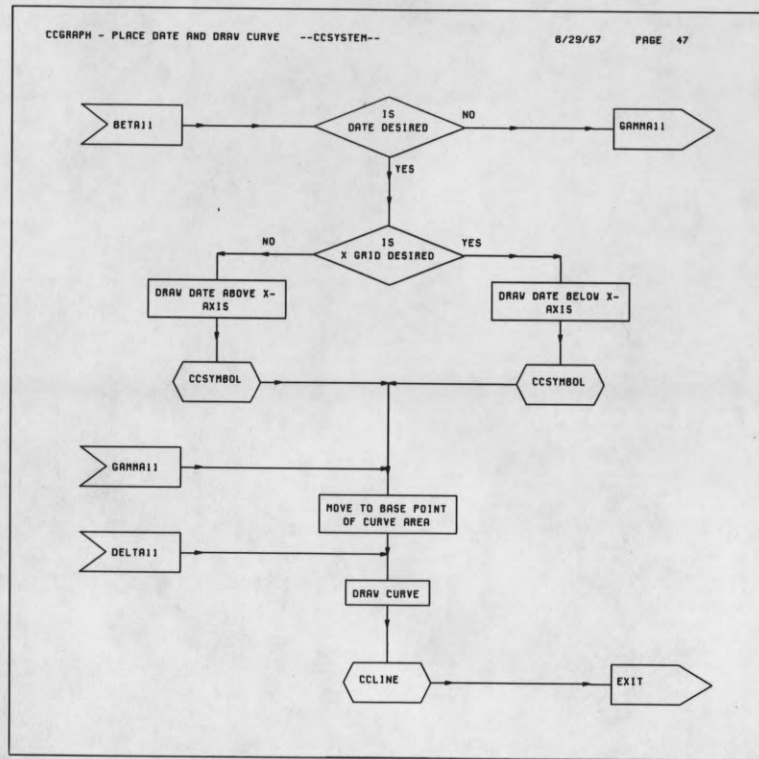 CCGRAPH - PLACE DATE AND DRAW CURVE --CCSYSTEM-- 8/29/67 PAGE 47
BETA11
IS
DATE DESIRED
NO
GAMMA11
YES
IS
X GRID DESIRED
NO
YES
DRAW DATE ABOVE X-
AXIS
DRAW DATE BELOW X-
AXIS
CCSYMBOL
CCSYMBOL
GAMMA11
MOVE TO BASE POINT
OF CURVE AREA
DELTA11
DRAW CURVE
CCLINE
EXIT